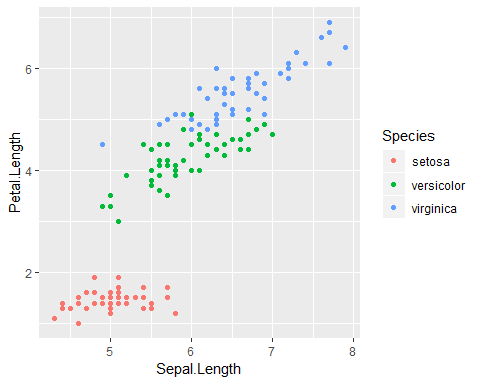 6
4
2
5
6
7
8
Petal.Length
Sepal.Length
Species
setosa
versicolor
virginica